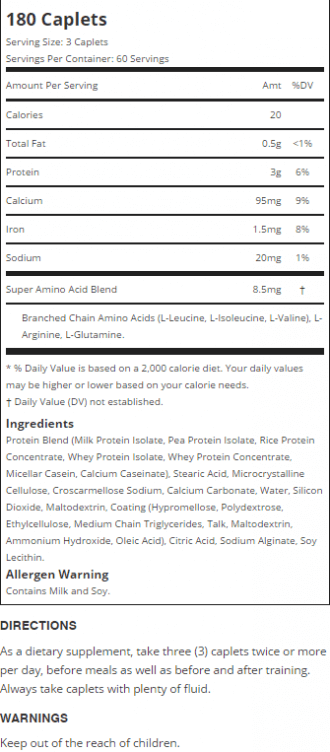 180 Caplets
Serving Size: 3 Caplets
Servings Per Container: 60 Servings
Amount Per Serving Amt %DV
Calories 20
Total Fat 0.5g <1%
Protein 3g 6%
Calcium 95mg 9%
Iron 1.5mg 8%
Sodium 20mg 1%
Super Amino Acid Blend 8.5mg †
Branched Chain Amino Acids (L-Leucine, L-Isoleucine, L-Valine), L-
Arginine, L-Glutamine.
* % Daily Value is based on a 2,000 calorie diet. Your daily values
may be higher or lower based on your calorie needs.
† Daily Value (DV) not established.
Ingredients
Protein Blend (Milk Protein Isolate, Pea Protein Isolate, Rice Protein
Concentrate, Whey Protein Isolate, Whey Protein Concentrate,
Micellar Casein, Calcium Caseinate), Stearic Acid, Microcrystalline
Cellulose, Croscarmellose Sodium, Calcium Carbonate, Water, Silicon
Dioxide, Maltodextrin, Coating (Hypromellose, Polydextrose,
Ethylcellulose, Medium Chain Triglycerides, Talk, Maltodextrin,
Ammonium Hydroxide, Oleic Acid), Citric Acid, Sodium Alginate, Soy
Lecithin.
Allergen Warning
Contains Milk and Soy.
DIRECTIONS
As a dietary supplement, take three (3) caplets twice or more
per day, before meals as well as before and after training.
Always take caplets with plenty of fluid.
WARNINGS
Keep out of the reach of children.